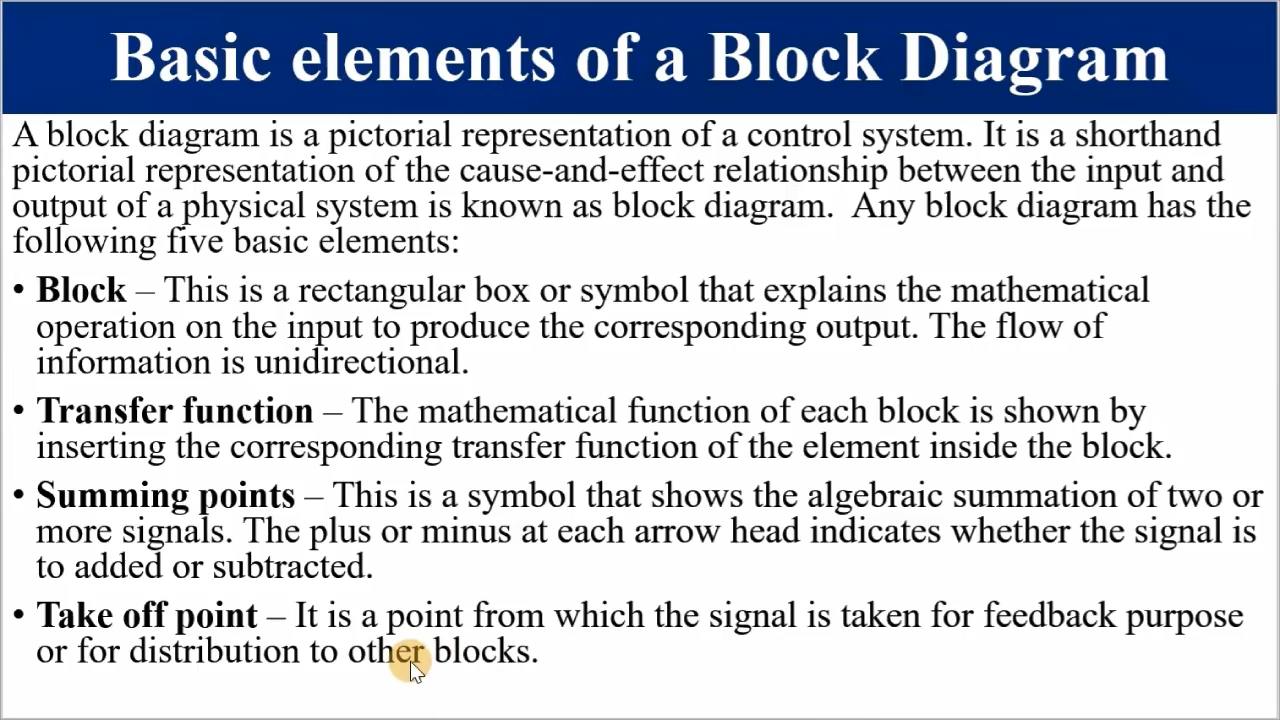 Basic elements of a Block Diagram
A block diagram is a pictorial representation of a control system. It is a shorthand
pictorial representation of the cause-and-effect relationship between the input and
output of a physical system is known as block diagram.  Any block diagram has the
following five basic elements:
• Block – This is a rectangular box or symbol that explains the mathematical
operation on the input to produce the corresponding output. The flow of
information is unidirectional.
• Transfer function – The mathematical function of each block is shown by
inserting the corresponding transfer function of the element inside the block.
• Summing points – This is a symbol that shows the algebraic summation of two or
more signals. The plus or minus at each arrow head indicates whether the signal is
to added or subtracted.
• Take off point – It is a point from which the signal is taken for feedback purpose
or for distribution to other blocks.